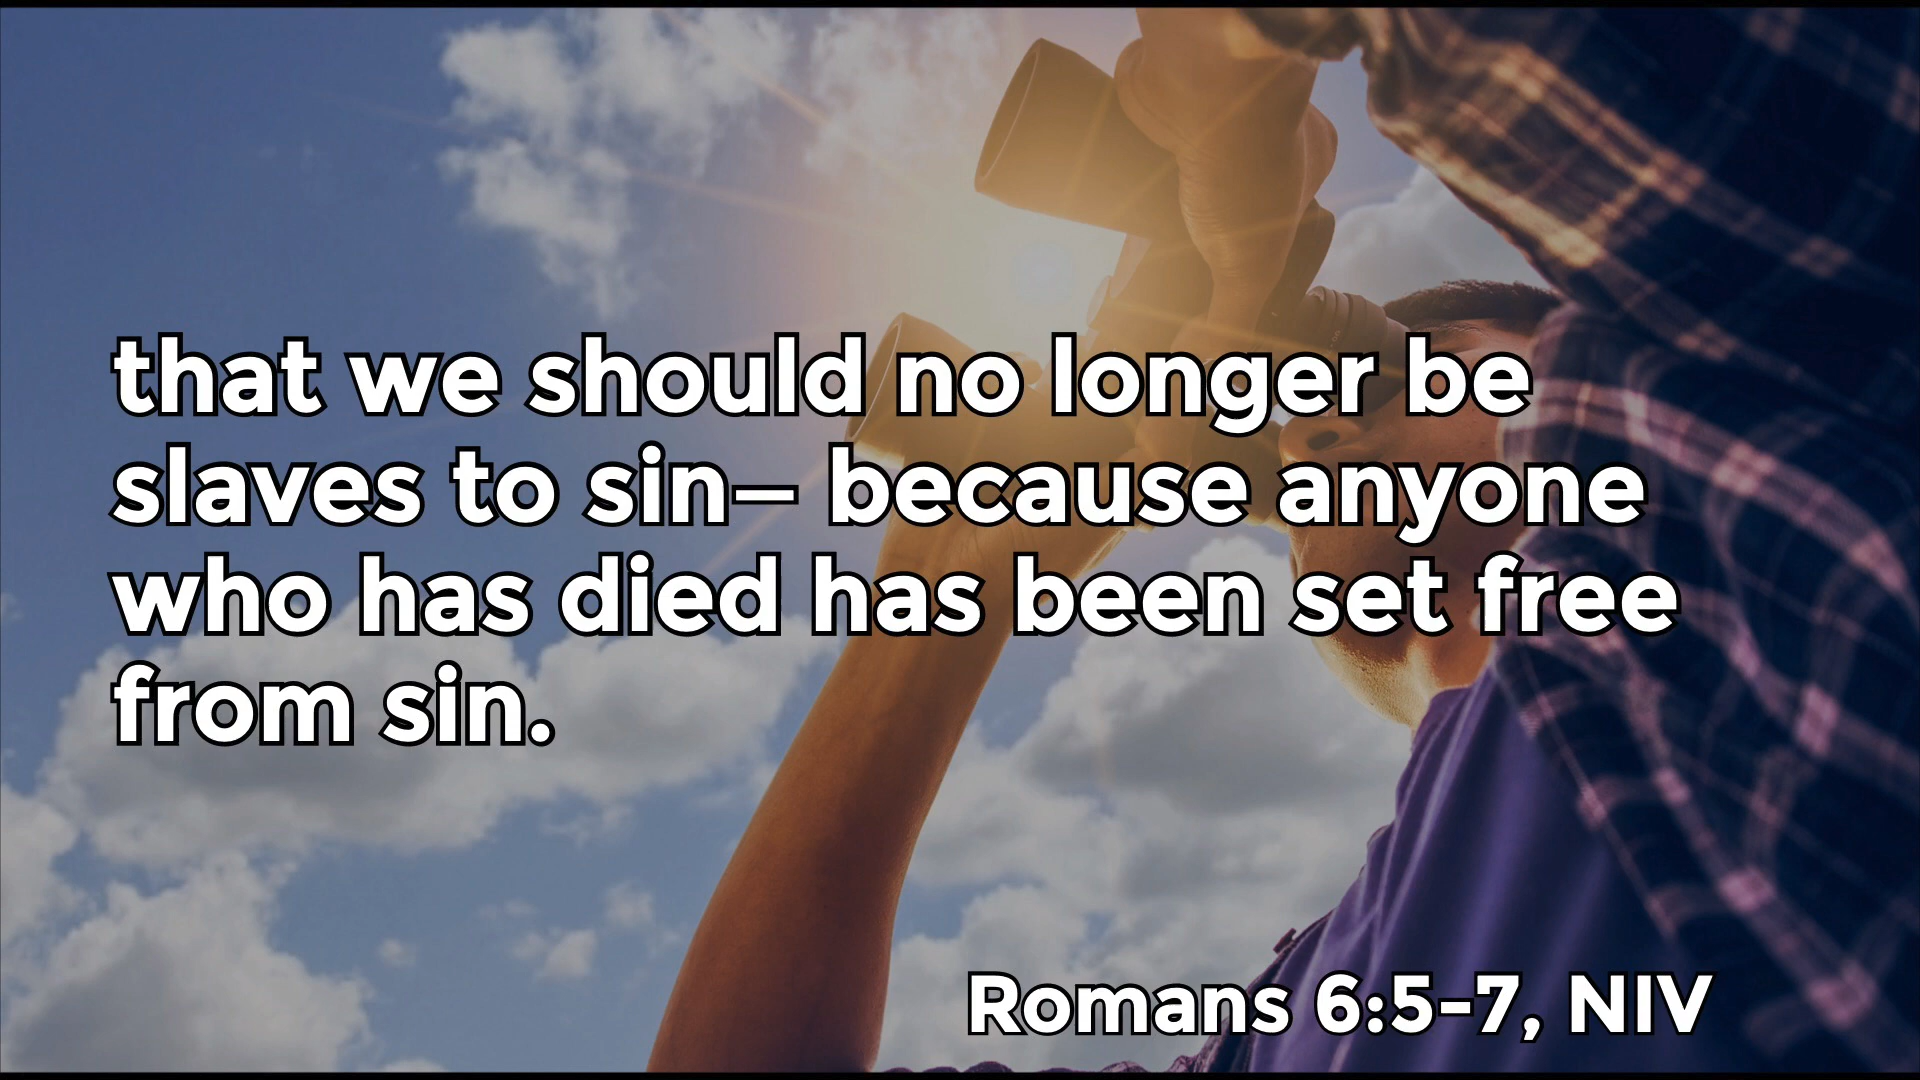 that we should no longer be
slaves to sin— because anyone
who has died has been set free
from sin.
Romans 6:5-7, NIV